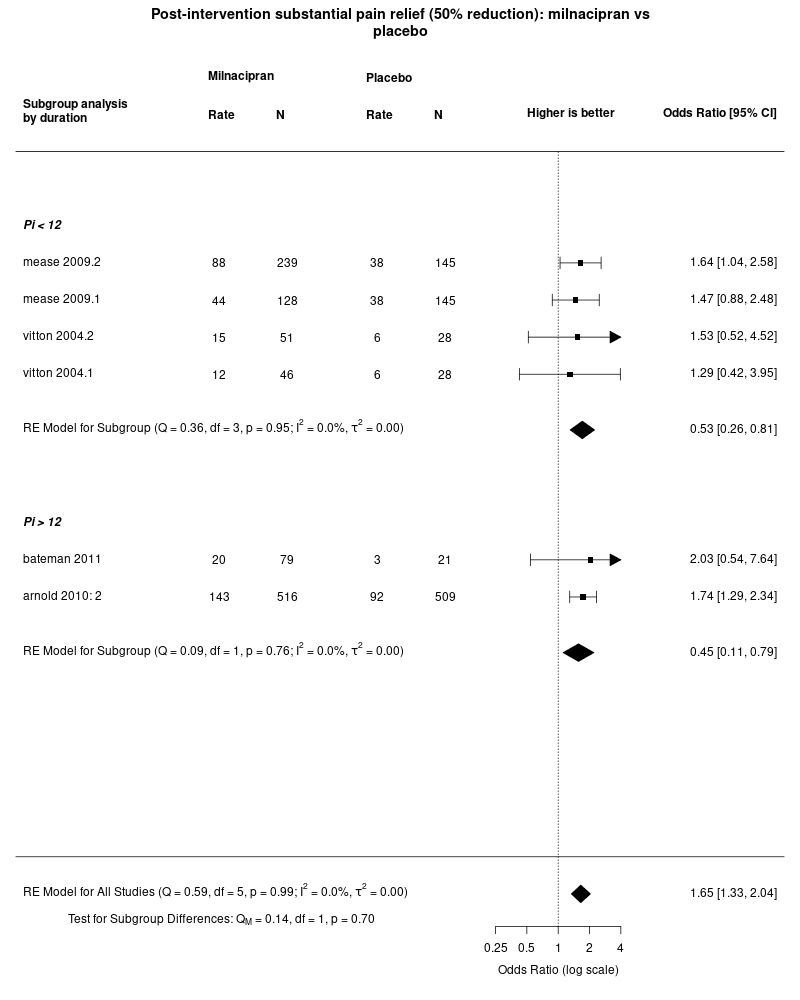 Post-intervention substantial pain relief (50% reduction): milnacipran vs
placebo
Milnacipran Placebo
Subgroup analysis
by duration
Rate N Rate N Higher is better Odds Ratio [95% CI]
Pi < 12
mease 2009.2 88 239 38 145 1.64 [1.04, 2.58]
mease 2009.1 44 128 38 145 1.47 [0.88, 2.48]
vitton 2004.2 15 51 6 28 1.53 [0.52, 4.52]
vitton 2004.1 12 46 6 28 1.29 [0.42, 3.95]
RE Model for Subgroup (Q = 0.36, df = 3, p = 0.95; I² = 0.0%, τ² = 0.00) 0.53 [0.26, 0.81]
Pi > 12
bateman 2011 20 79 3 21 2.03 [0.54, 7.64]
arnold 2010: 2 143 516 92 509 1.74 [1.29, 2.34]
RE Model for Subgroup (Q = 0.09, df = 1, p = 0.76; I² = 0.0%, τ² = 0.00) 0.45 [0.11, 0.79]
RE Model for All Studies (Q = 0.59, df = 5, p = 0.99; I² = 0.0%, τ² = 0.00) 1.65 [1.33, 2.04]
Test for Subgroup Differences: Q_M = 0.14, df = 1, p = 0.70
0.25 0.5 1 2 4
Odds Ratio (log scale)